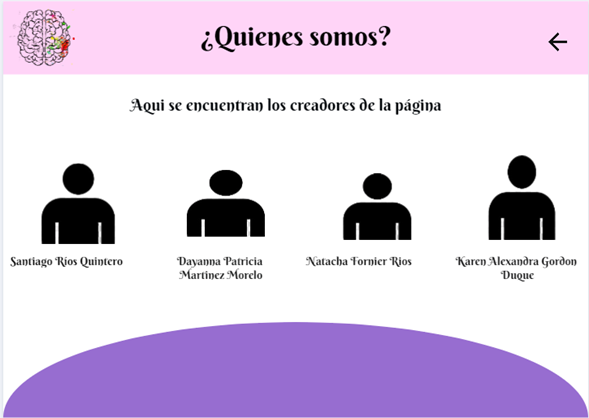 ¿Quienes somos?
Aqui se encuentran los creadores de la página
Santiago Ríos Quintero
Dayanna Patricia
Martinez Morelo
Natacha Fornier Rios
Karen Alexandra Gordon
Duque